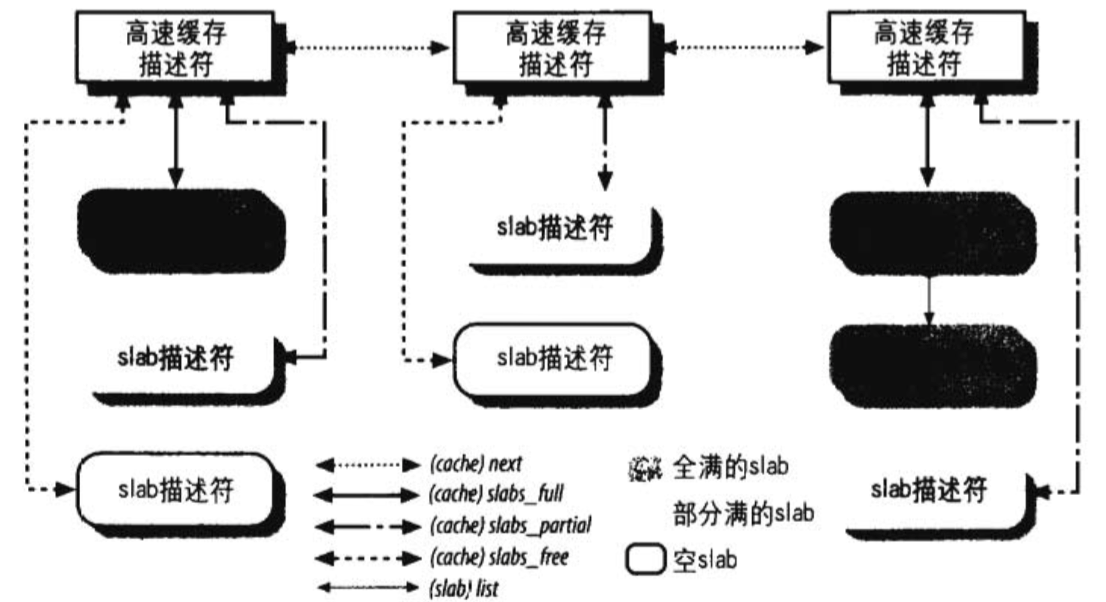 高速缓存
描述符
高速缓存
描述符
高速缓存
描述符
slab描述符
slab描述符
slab描述符
slab描述符
slab描述符
(cache) next
(cache) slabs_full
(cache) slabs_partial
(cache) slabs_free
(slab) list
全满的slab
部分满的slab
空slab